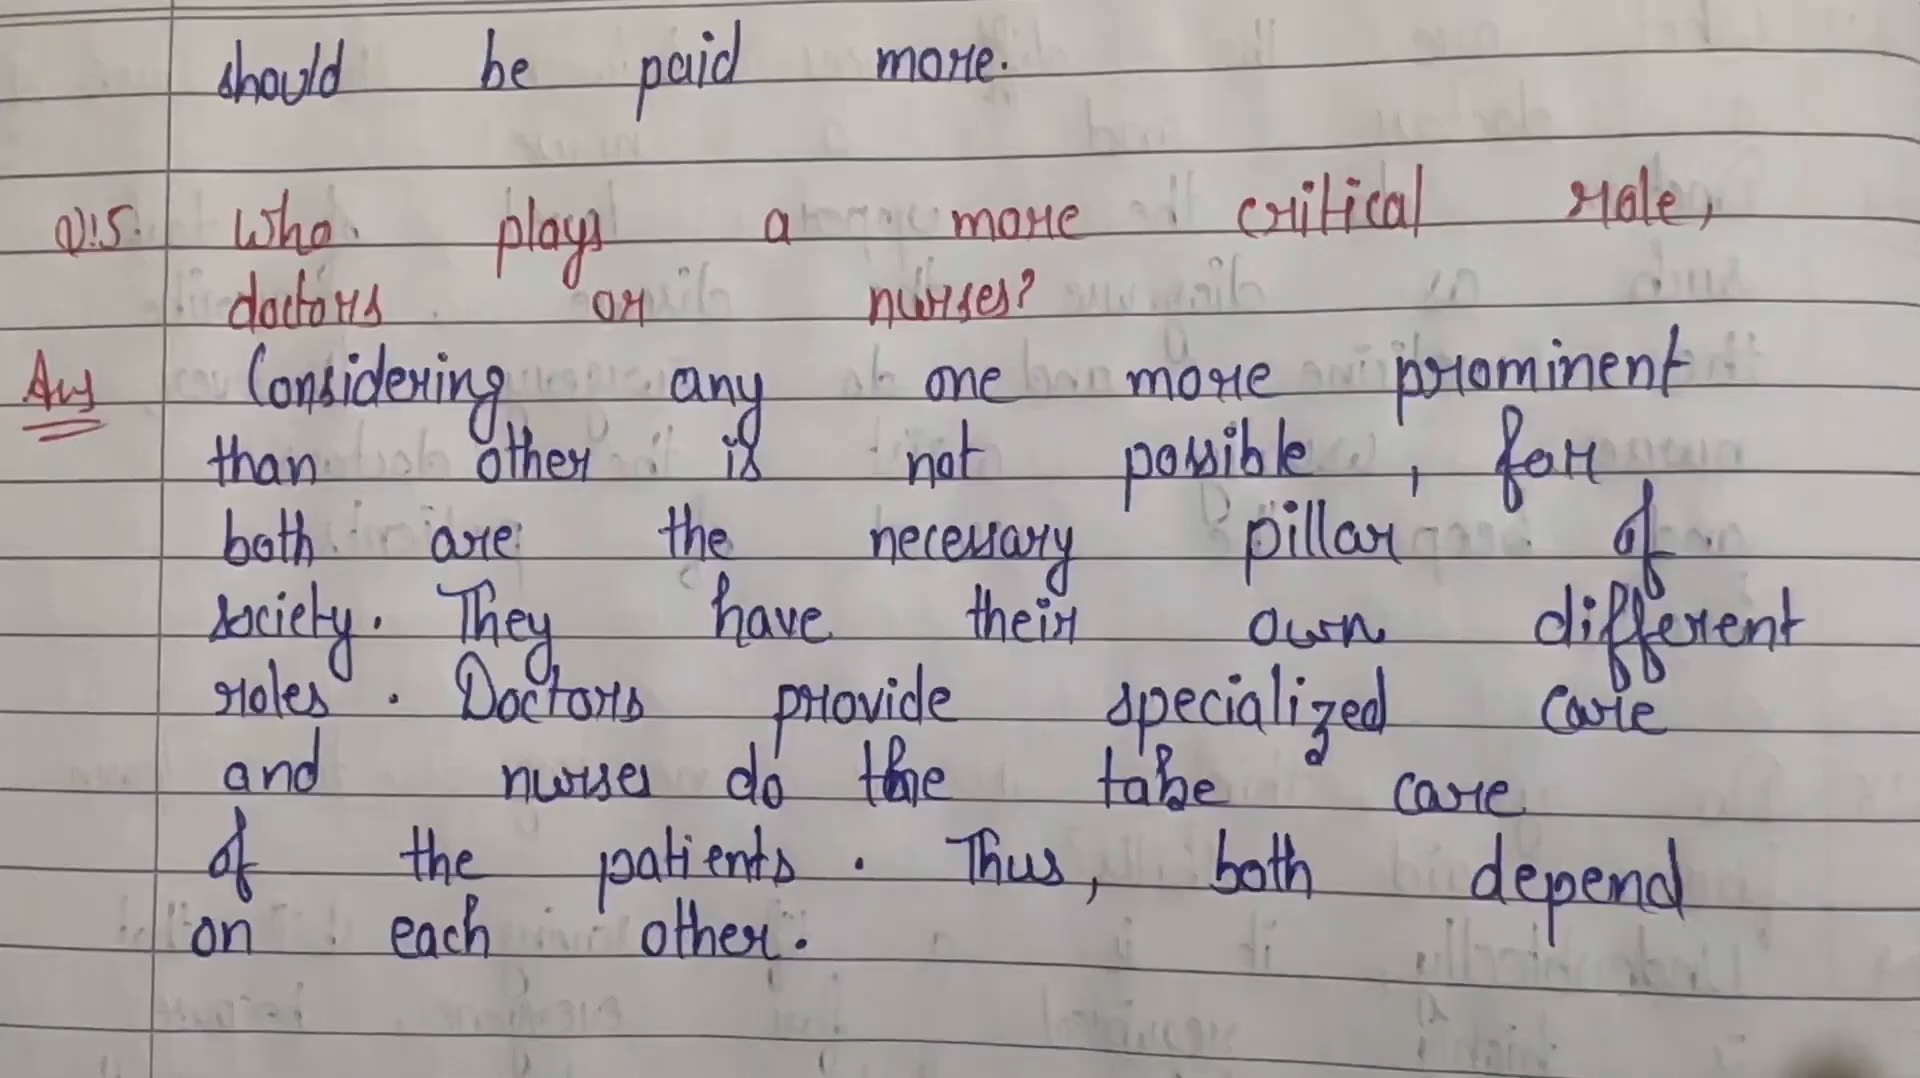 should be paid more.
Q!5. Who plays a more critical role,
doctors or nurses?
Ans Considering any one more prominent
than other is not possible, for
both are the necessary pillar of
society. They have their own different
roles. Doctors provide specialized care
and nurses do the take care
of the patients. Thus, both depend
on each other.